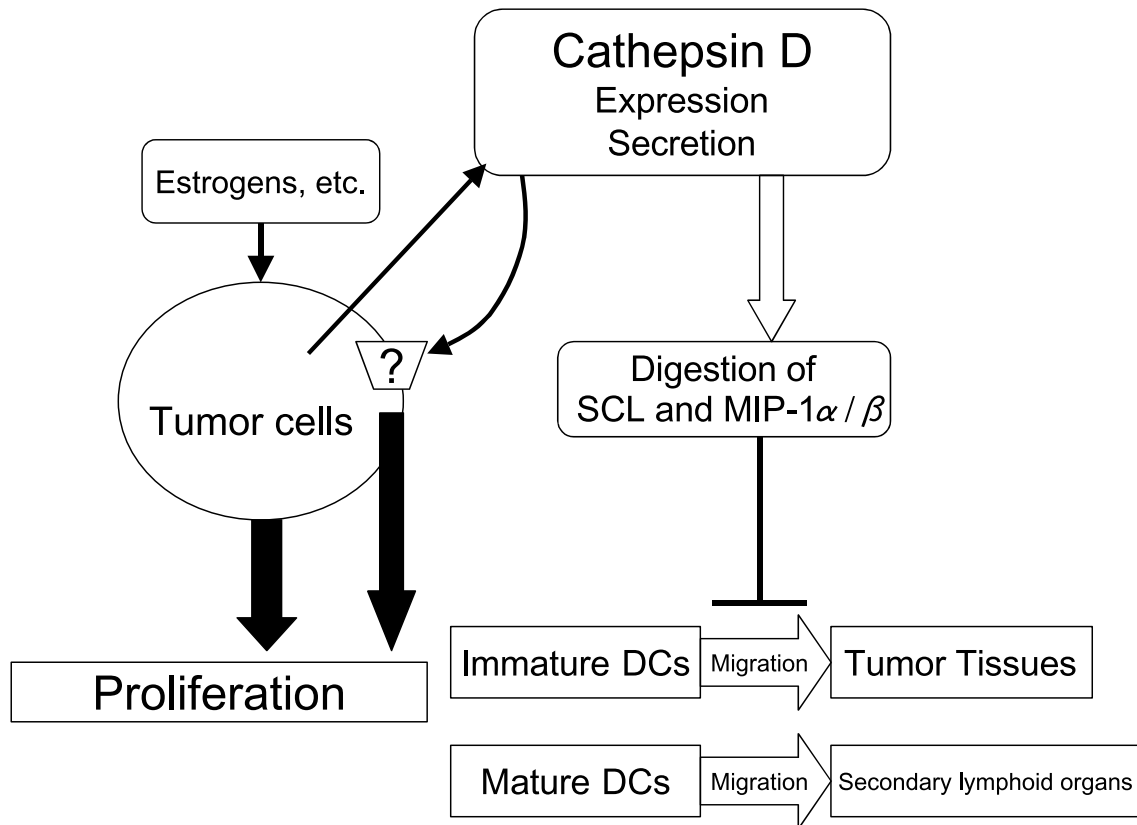 Cathepsin D
Expression
Secretion
Estrogens, etc.
?
Tumor cells
Digestion of
SCL and MIP-1α / β
Proliferation
Immature DCs
Migration
Tumor Tissues
Mature DCs
Migration
Secondary lymphoid organs